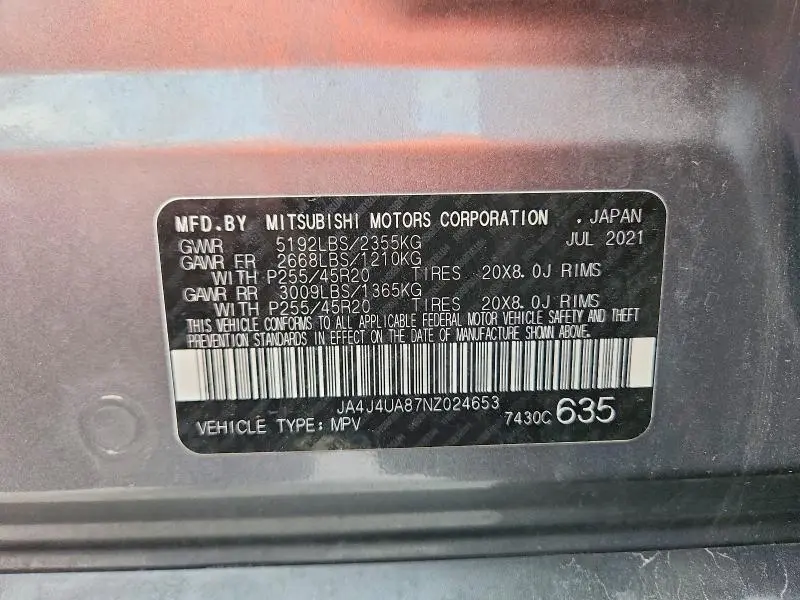 MFD.BY MITSUBISHI MOTORS CORPORATION . JAPAN
GWWR 5192LBS/2355KG JUL 2021
GAWR FR 2668LBS/1210KG
WITH P255/45R20 TIRES 20X8.0J RIMS
GAWR RR 3009LBS/1365KG
WITH P255/45R20 TIRES 20X8.0J RIMS
THIS VEHICLE CONFORMS TO ALL APPLICABLE FEDERAL MOTOR VEHICLE SAFETY AND THEFT
PREVENTION STANDARDS IN EFFECT ON THE DATE OF MANUFACTURE SHOWN ABOVE.
JA4J4UA87NZ024653
VEHICLE TYPE: MPV 7430C 635